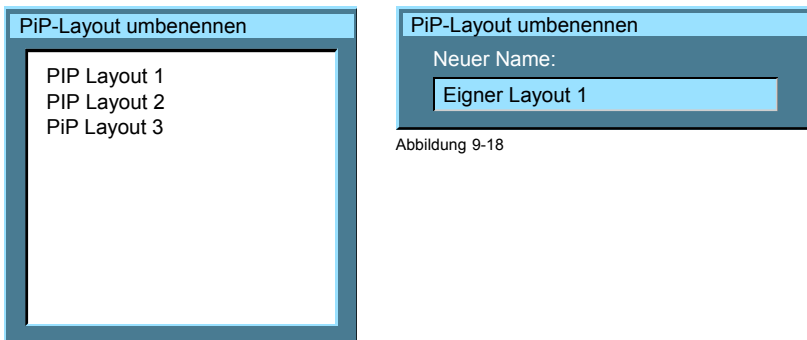 PiP-Layout umbenennen
PIP Layout 1
PIP Layout 2
PiP Layout 3
PiP-Layout umbenennen
Neuer Name:
Eigner Layout 1
Abbildung 9-18